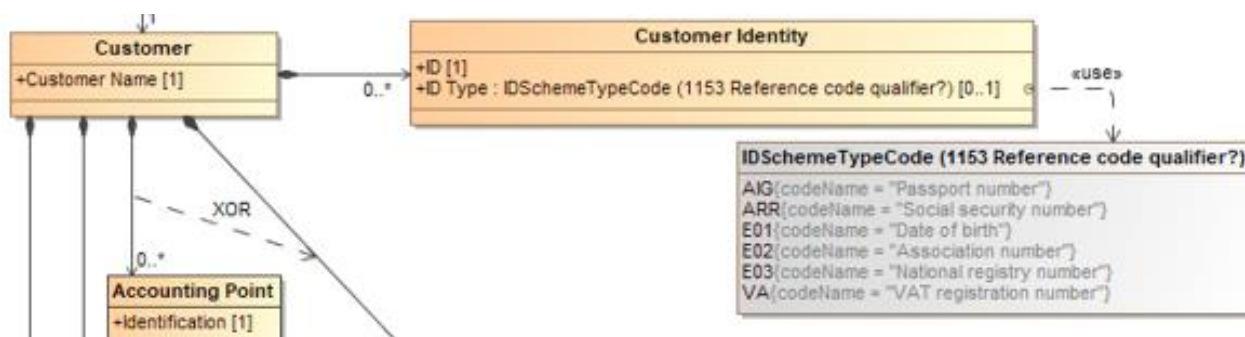 1
Customer
+Customer Name [1]
0..*
Customer Identity
+ID [1]
+ID Type : IDSchemeTypeCode (1153 Reference code qualifier?) [0..1]
«use»
IDSchemeTypeCode (1153 Reference code qualifier?)
AIG{codeName = "Passport number"}
ARR{codeName = "Social security number"}
E01{codeName = "Date of birth"}
E02{codeName = "Association number"}
E03{codeName = "National registry number"}
VA{codeName = "VAT registration number"}
XOR
0..*
Accounting Point
+Identification [1]